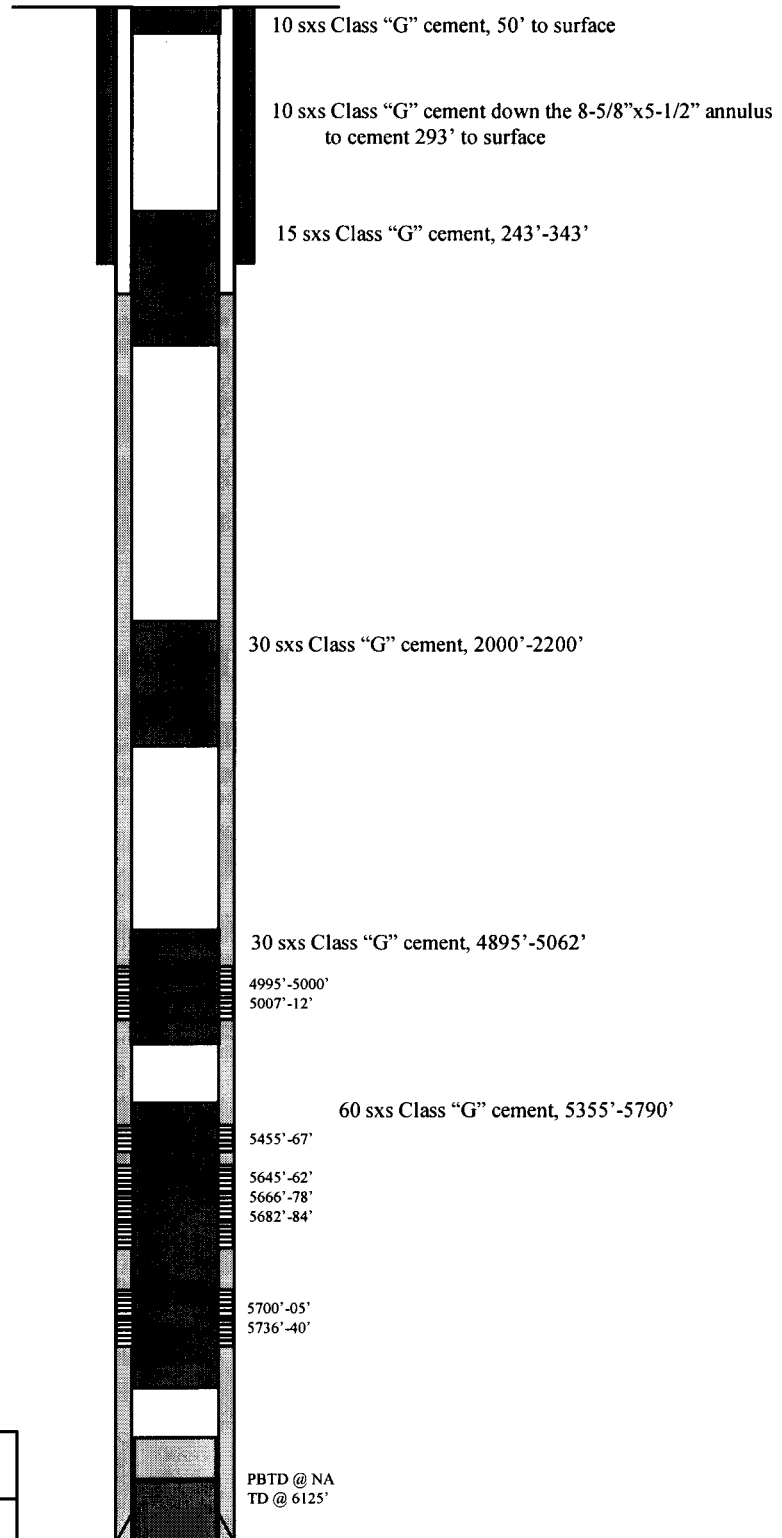 10 sxs Class “G” cement, 50’ to surface
10 sxs Class “G” cement down the 8-5/8”x5-1/2” annulus
to cement 293’ to surface
15 sxs Class “G” cement, 243’-343’
30 sxs Class “G” cement, 2000’-2200’
30 sxs Class “G” cement, 4895’-5062’
4995’-5000’
5007’-12’
60 sxs Class “G” cement, 5355’-5790’
5455’-67’
5645’-62’
5666’-78’
5682’-84’
5700’-05’
5736’-40’
PBTD @ NA
TD @ 6125’